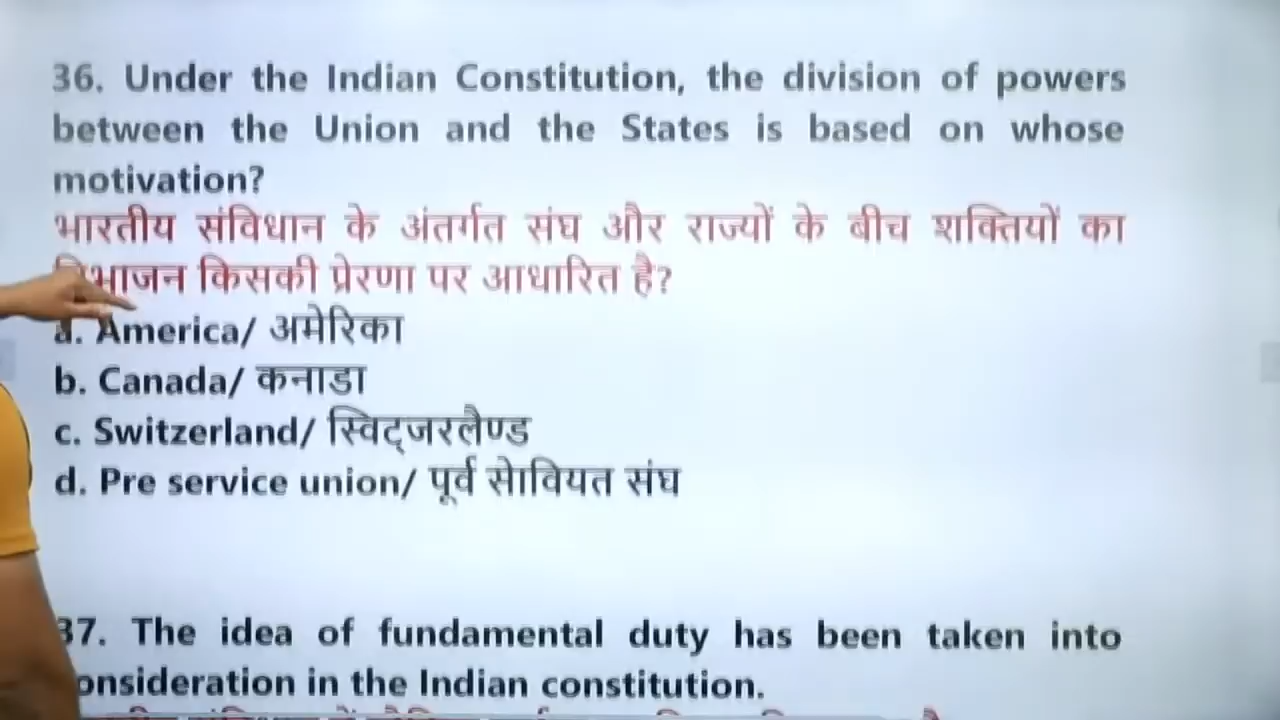 36. Under the Indian Constitution, the division of powers
between the Union and the States is based on whose
motivation?
भारतीय संविधान के अंतर्गत संघ और राज्यों के बीच शक्तियों का
विभाजन किसकी प्रेरणा पर आधारित है?
a. America/ अमेरिका
b. Canada/ कनाडा
c. Switzerland/ स्विट्जरलैण्ड
d. Pre service union/ पूर्व सेावियत संघ
37. The idea of fundamental duty has been taken into
onsideration in the Indian constitution.